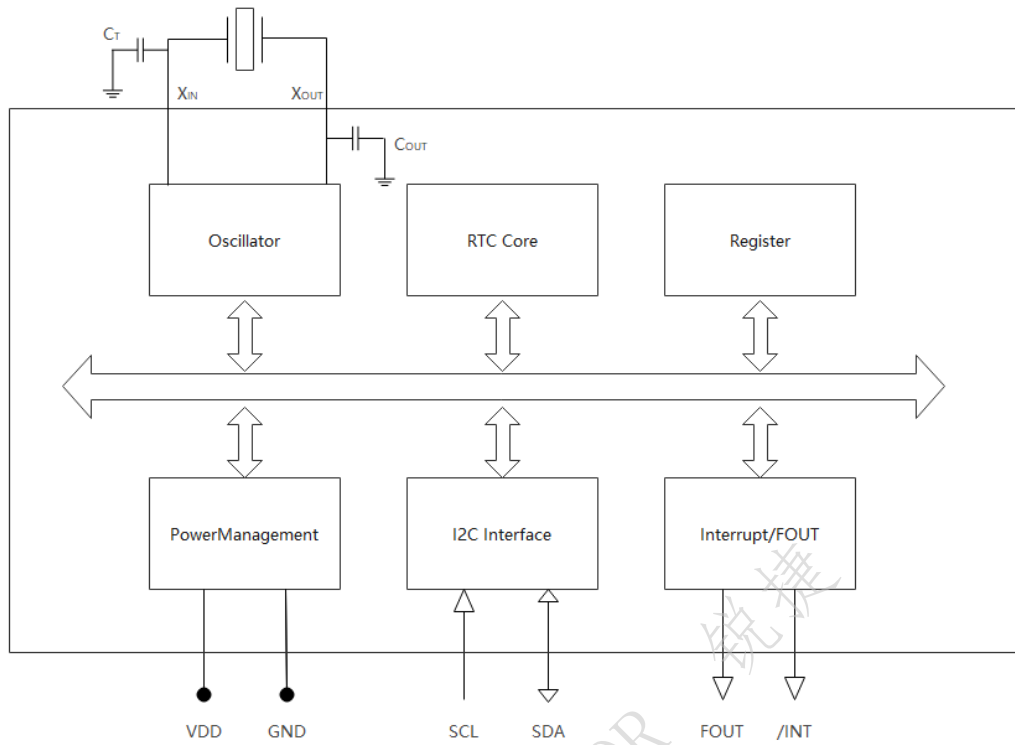 CT
XIN
XOUT
COUT
Oscillator
RTC Core
Register
PowerManagement
I2C Interface
Interrupt/FOUT
VDD
GND
SCL
SDA
FOUT
/INT
锐捷
OR